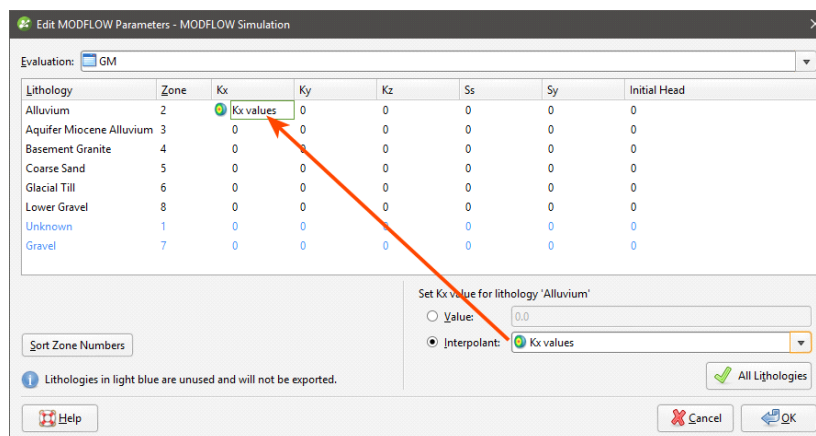 Edit MODFLOW Parameters - MODFLOW Simulation
Evaluation: GM
Lithology Zone Kx Ky Kz Ss Sy Initial Head
Alluvium 2 Kx values 0 0 0 0 0
Aquifer Miocene Alluvium 3 0 0 0 0 0 0
Basement Granite 4 0 0 0 0 0 0
Coarse Sand 5 0 0 0 0 0 0
Glacial Till 6 0 0 0 0 0 0
Lower Gravel 8 0 0 0 0 0 0
Unknown 1 0 0 0 0 0 0
Gravel 7 0 0 0 0 0 0
Set Kx value for lithology 'Alluvium'
Value: 0.0
Sort Zone Numbers
Interpolant: Kx values
Lithologies in light blue are unused and will not be exported.
All Lithologies
Help
Cancel
OK